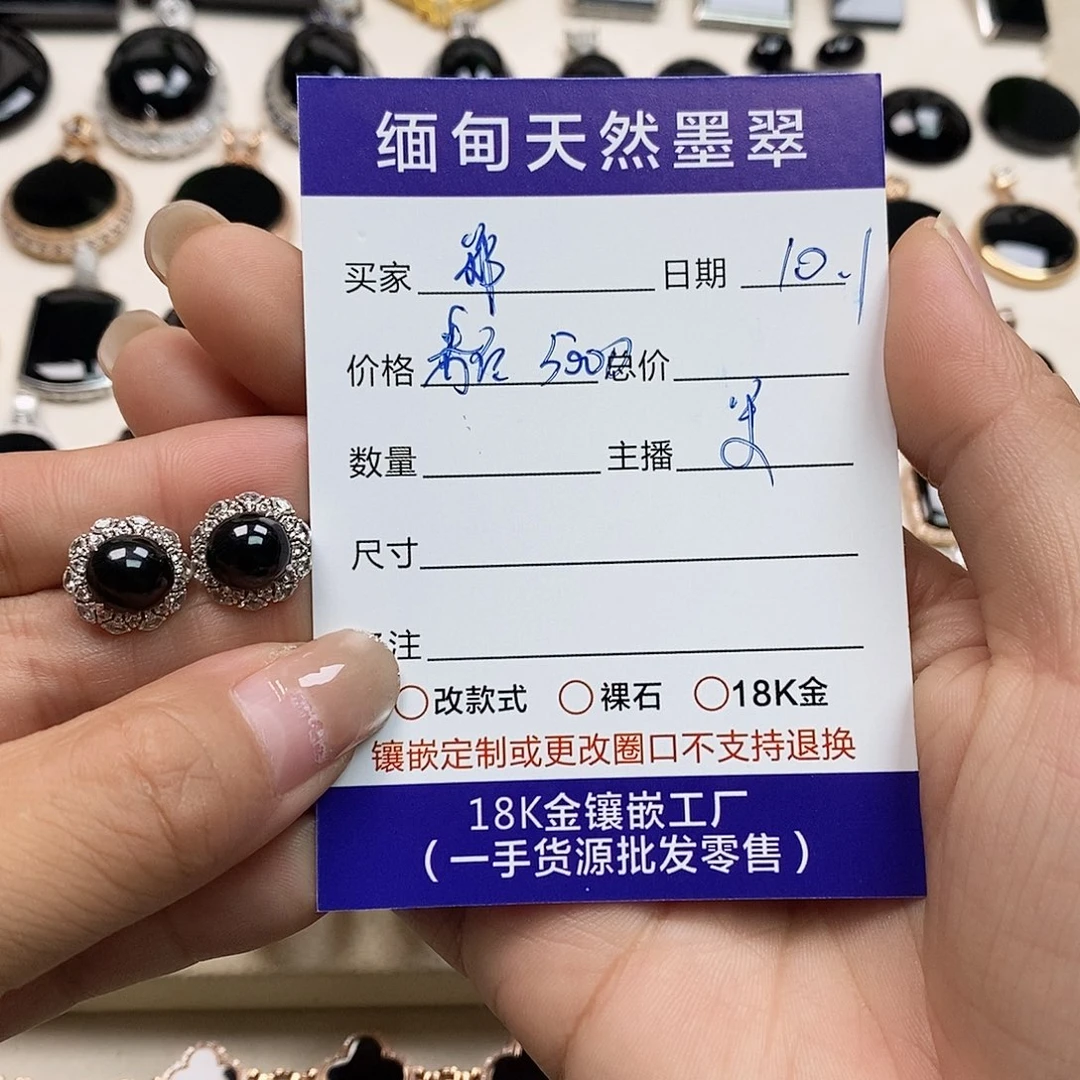 缅甸天然墨翠
买家 日期 10.1
价格 500 总价
数量 主播
尺寸
注
改款式 裸石 18K金
镶嵌定制或更改圈口不支持退换
18K金镶嵌工厂
(一手货源批发零售)